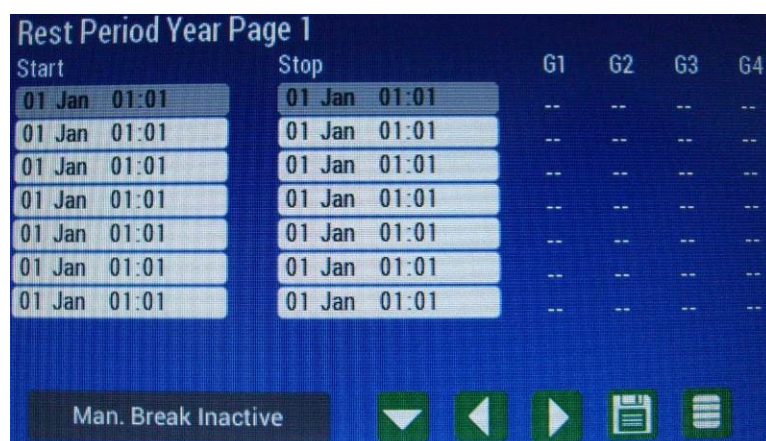 Rest Period Year Page 1
Start Stop G1 G2 G3 G4
01 Jan 01:01 01 Jan 01:01 -- -- -- --
01 Jan 01:01 01 Jan 01:01 -- -- -- --
01 Jan 01:01 01 Jan 01:01 -- -- -- --
01 Jan 01:01 01 Jan 01:01 -- -- -- --
01 Jan 01:01 01 Jan 01:01 -- -- -- --
01 Jan 01:01 01 Jan 01:01 -- -- -- --
01 Jan 01:01 01 Jan 01:01 -- -- -- --
Man. Break Inactive